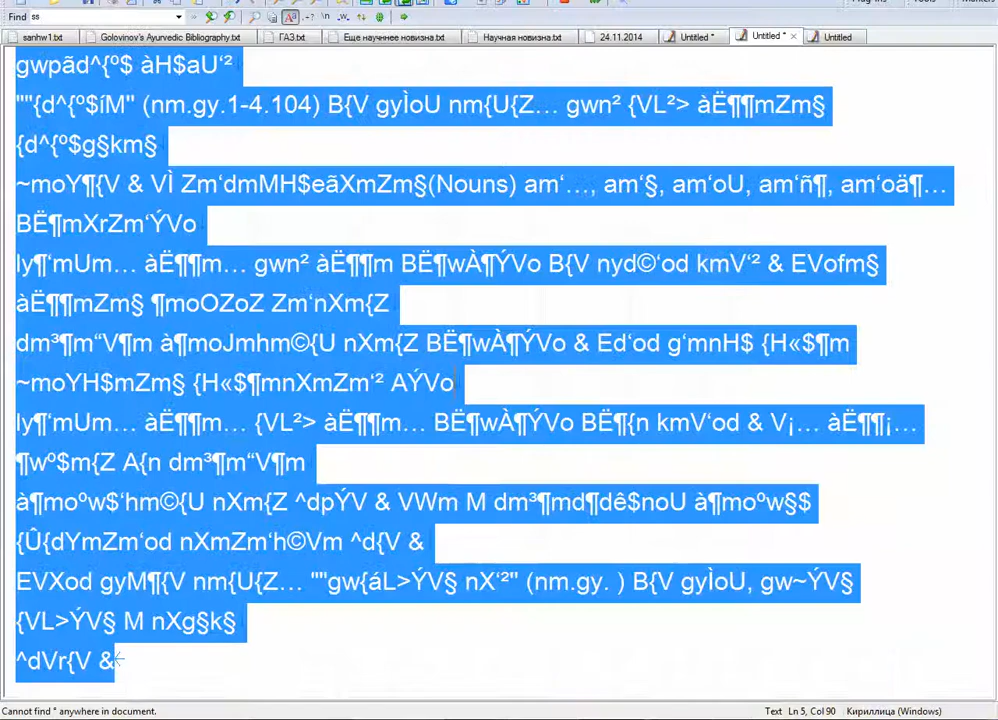 Find ss
sanhw1.txt Golovinov's Ayurvedic Bibliography.txt ГАЗ.txt Еще научннее новизна.txt Научная новизна.txt 24.11.2014 Untitled * Untitled * Untitled
gwpãd^{º$ àH$aU‘²
""{d^{º$íM" (nm.gy.1-4.104) B{V gyÌoU nm{U{Z… gwn² {VL²> àË¶¶mZm§
{d^{º$g§km§
~moY¶{V & VÌ Zm‘dmMH$eãXmZm§(Nouns) am‘…, am‘§, am‘oU, am‘ñ¶, am‘oä¶…
BË¶mXrZm‘ÝVo
ly¶‘mUm… àË¶¶m… gwn² àË¶¶m BË¶wÀ¶ÝVo B{V nyd©‘od kmV‘² & EVofm§
àË¶¶mZm§ ¶moOZoZ Zm‘nXm{Z
dm³¶m“V¶m à¶moJmhm©{U nXm{Z BË¶wÀ¶ÝVo & Ed‘od g‘mnH$ {H«$¶m
~moYH$mZm§ {H«$¶mnXmZm‘² AÝVo
ly¶‘mUm… àË¶¶m… {VL²> àË¶¶m… BË¶wÀ¶ÝVo BË¶{n kmV‘od & V¡… àË¶¶¡…
¶wº$m{Z A{n dm³¶m“V¶m
à¶moºw$‘hm©{U nXm{Z ^dpÝV & VWm M dm³¶md¶dê$noU à¶moºw§$
{Û{dYmZm‘od nXmZm‘h©Vm ^d{V &
EVXod gyM¶{V nm{U{Z… ""gw{áL>ÝV§ nX‘²" (nm.gy. ) B{V gyÌoU, gw~ÝV§
{VL>ÝV§ M nXg§k§
^dVr{V &
Cannot find " anywhere in document. Text Ln 5, Col 90 Кириллица (Windows)